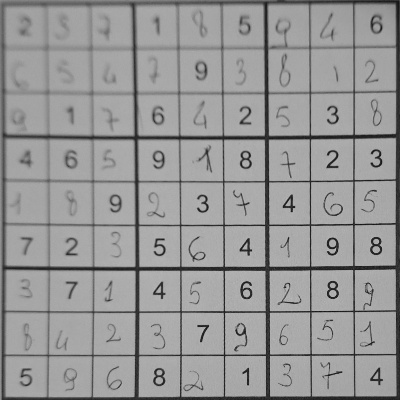 2 3 7 1 8 5 9 4 6
6 5 4 7 9 3 8 1 2
9 1 7 6 4 2 5 3 8
4 6 5 9 1 8 7 2 3
1 8 9 2 3 7 4 6 5
7 2 3 5 6 4 1 9 8
3 7 1 4 5 6 2 8 9
8 4 2 3 7 9 6 5 1
5 9 6 8 2 1 3 7 4